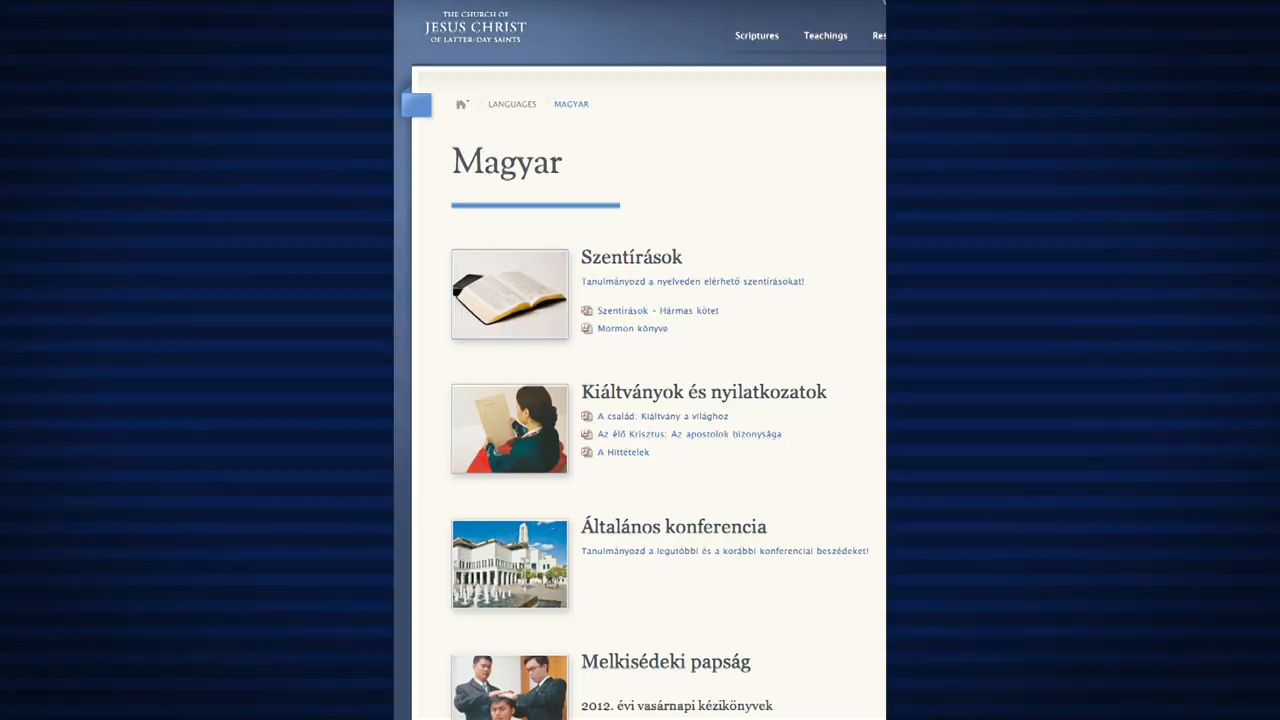 THE CHURCH OF
JESUS CHRIST
OF LATTER-DAY SAINTS
Scriptures Teachings Res
LANGUAGES MAGYAR
Magyar
Szentírások
Tanulmányozd a nyelveden elérhető szentírásokat!
Szentírások - Hármas kötet
Mormon könyve
Kiáltványok és nyilatkozatok
A család: Kiáltvány a világhoz
Az élő Krisztus: Az apostolok bizonysága
A Hittételek
Általános konferencia
Tanulmányozd a legutóbbi és a korábbi konferenciai beszédeket!
Melkisédeki papság
2012. évi vasárnapi kézikönyvek